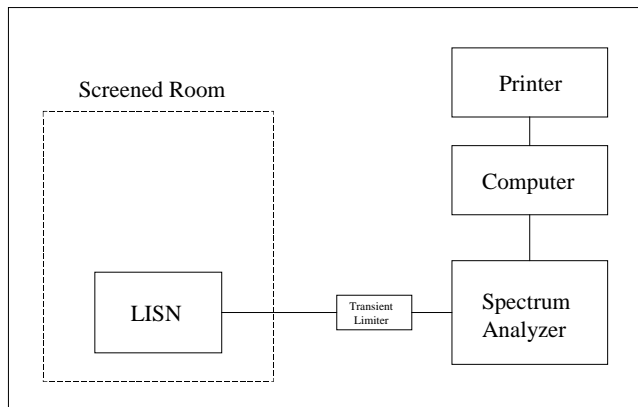 Screened Room
Printer
Computer
LISN
Transient
Limiter
Spectrum
Analyzer